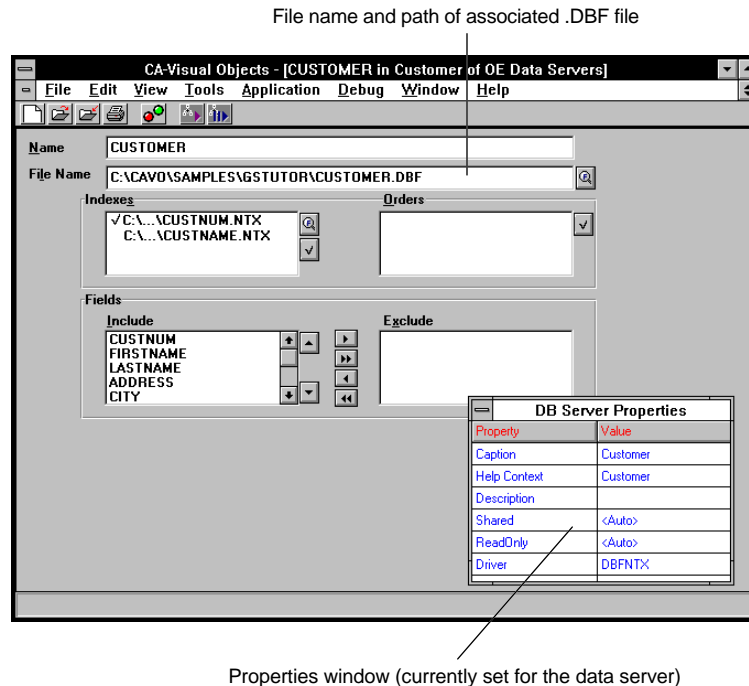 File name and path of associated .DBF file
CA-Visual Objects - [CUSTOMER in Customer of OE Data Servers]
File Edit View Tools Application Debug Window Help
Name CUSTOMER
File Name C:\CAVO\SAMPLES\GSTUTOR\CUSTOMER.DBF
Indexes Orders
√ C:\...\CUSTNUM.NTX
C:\...\CUSTNAME.NTX
Fields
Include Exclude
CUSTNUM
FIRSTNAME
LASTNAME
ADDRESS
CITY
DB Server Properties
Property Value
Caption Customer
Help Context Customer
Description
Shared <Auto>
ReadOnly <Auto>
Driver DBFNTX
Properties window (currently set for the data server)